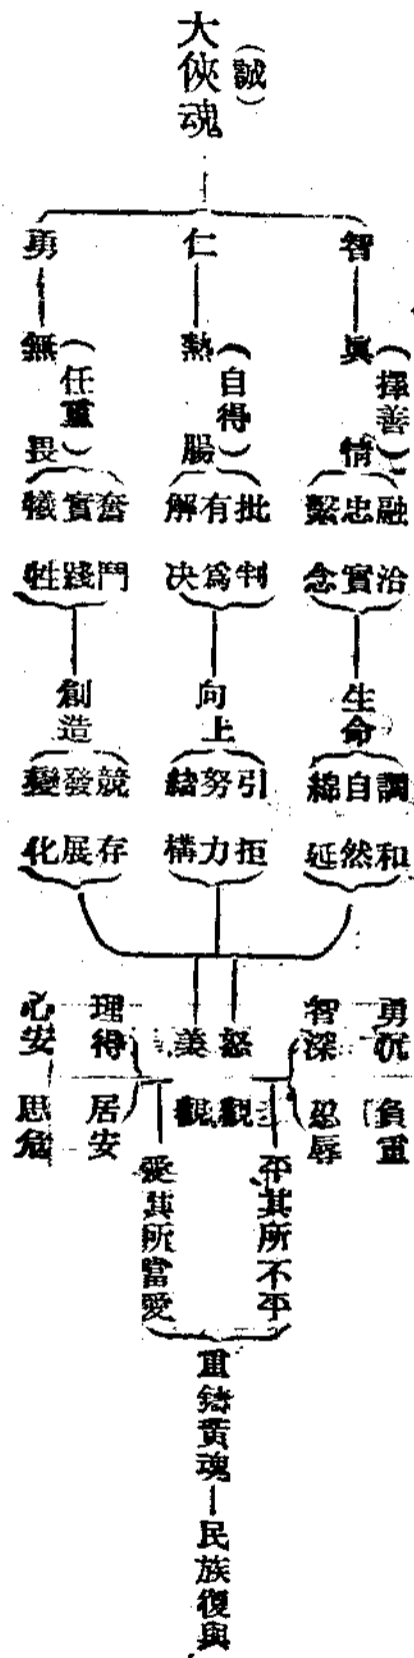 大俠魂
（誠）
智
眞情
（擇善）
融洽
忠實
繫念
生命
調和
自然
綿延
仁
熱腸
（自得）
批判
有為
解决
向上
引拒
努力
結構
勇
無畏
（任重）
奮鬥
實踐
犧牲
創造
競存
發展
變化
怒觀
美觀
勇沉
智深
負重
忍辱
理得
心安
居安
思危
平其所不平
愛其所當愛
重鑄黃魂—民族復興